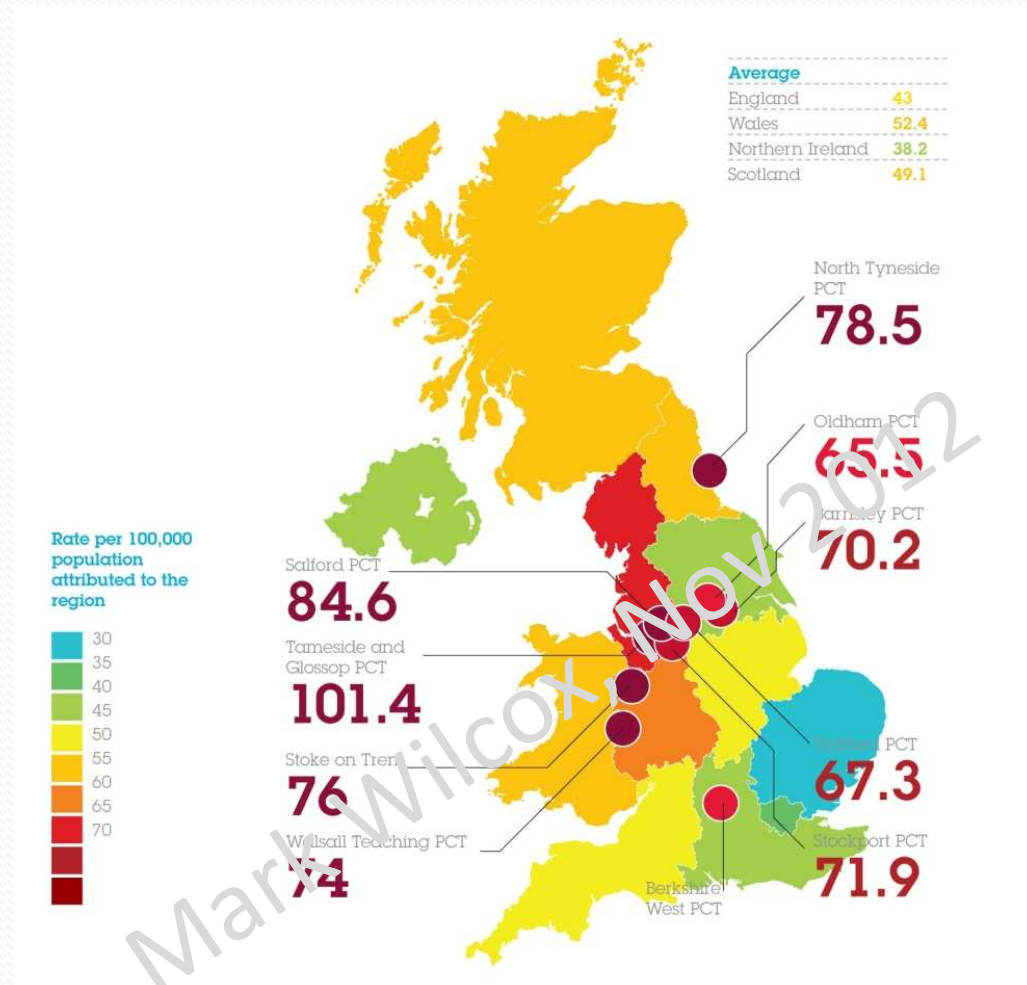 Average
England 43
Wales 52.4
Northern Ireland 38.2
Scotland 49.1
North Tyneside
PCT
78.5
Oldham PCT
65.5
Barnsley PCT
70.2
Salford PCT
84.6
Tameside and
Glossop PCT
101.4
Stoke on Trent
76
Walsall Teaching PCT
74
PCT
67.3
Stockport PCT
71.9
Berkshire
West PCT
Rate per 100,000
population
attributed to the
region
30
35
40
45
50
55
60
65
70
Mark Wilcox, Nov 2012